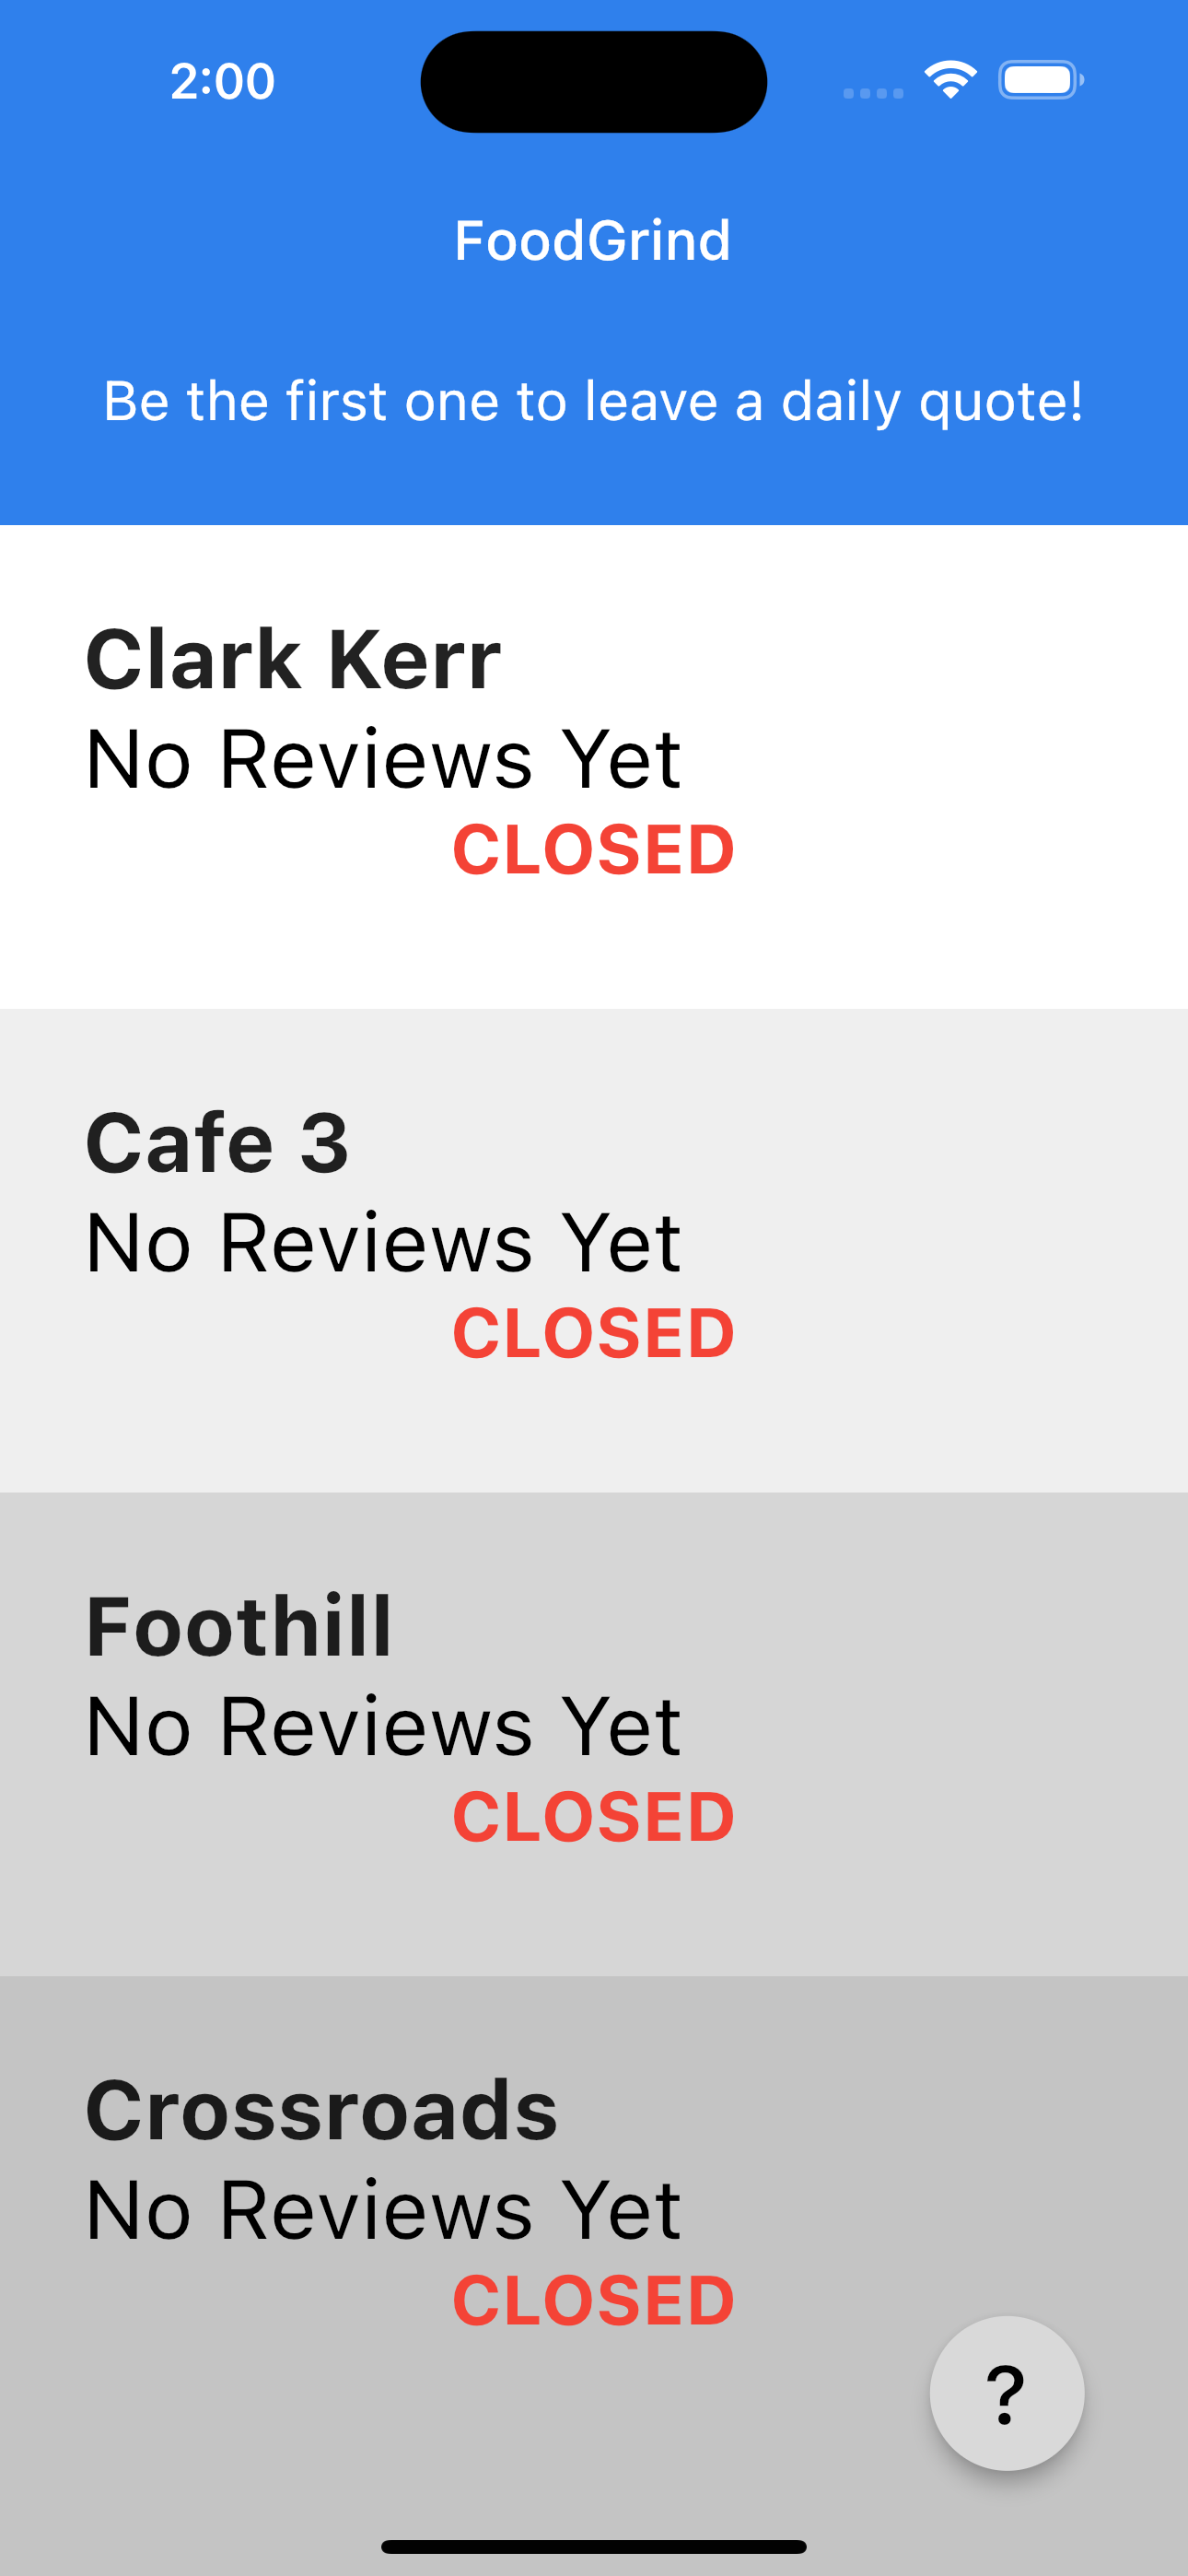 2:00
FoodGrind
Be the first one to leave a daily quote!
Clark Kerr
No Reviews Yet
CLOSED
Cafe 3
No Reviews Yet
CLOSED
Foothill
No Reviews Yet
CLOSED
Crossroads
No Reviews Yet
CLOSED
?